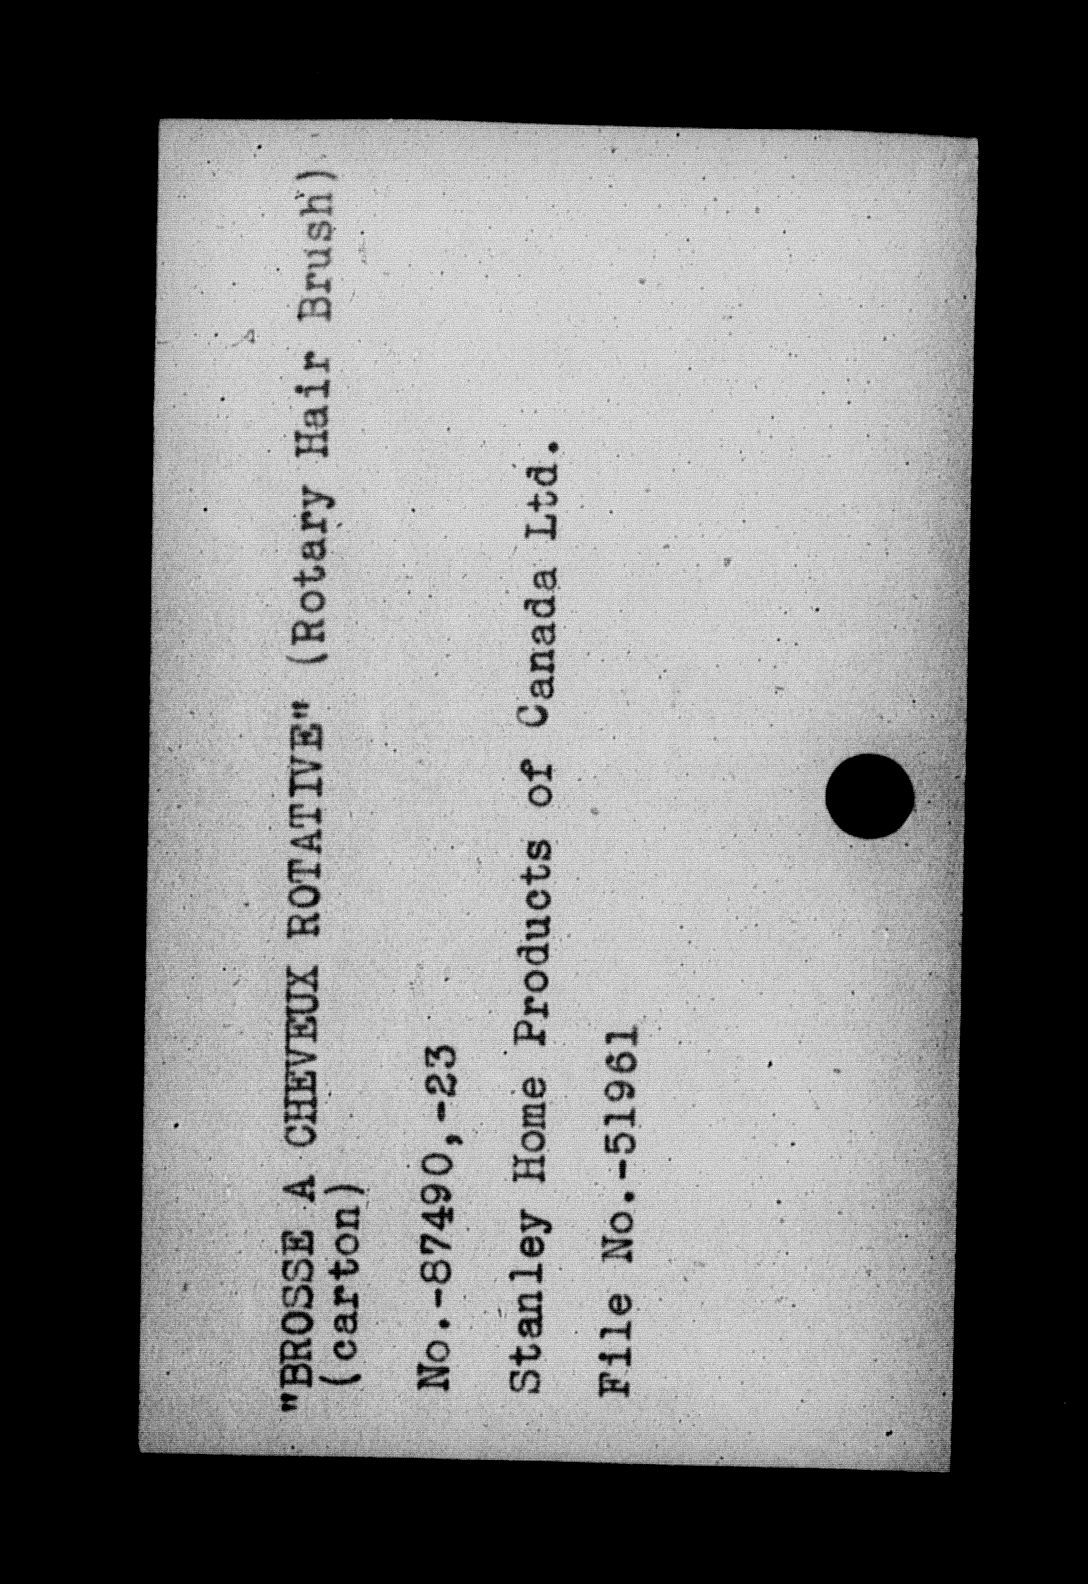 "BROSSE A CHEVEUX ROTATIVE" (Rotary Hair Brush)
(carton)
No.-87490,-23
Stanley Home Products of Canada Ltd.
File No.-51961